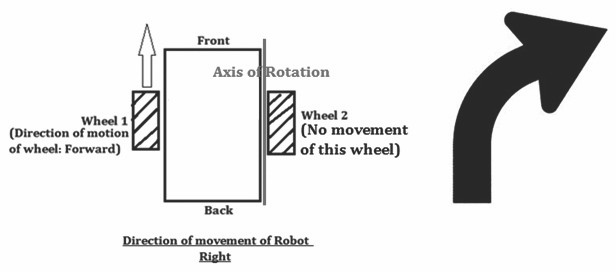 Front
Axis of Rotation
Wheel 1
(Direction of motion
of wheel: Forward)
Wheel 2
(No movement
of this wheel)
Back
Direction of movement of Robot
Right